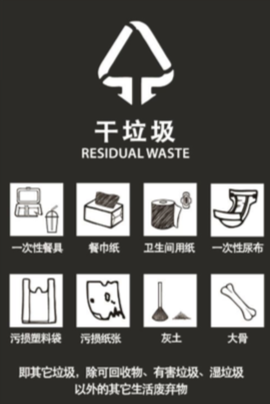 干垃圾
RESIDUAL WASTE
一次性餐具 餐巾纸 卫生间用纸 一次性尿布
污损塑料袋 污损纸张 灰土 大骨
即其它垃圾，除可回收物、有害垃圾、湿垃圾
以外的其它生活废弃物